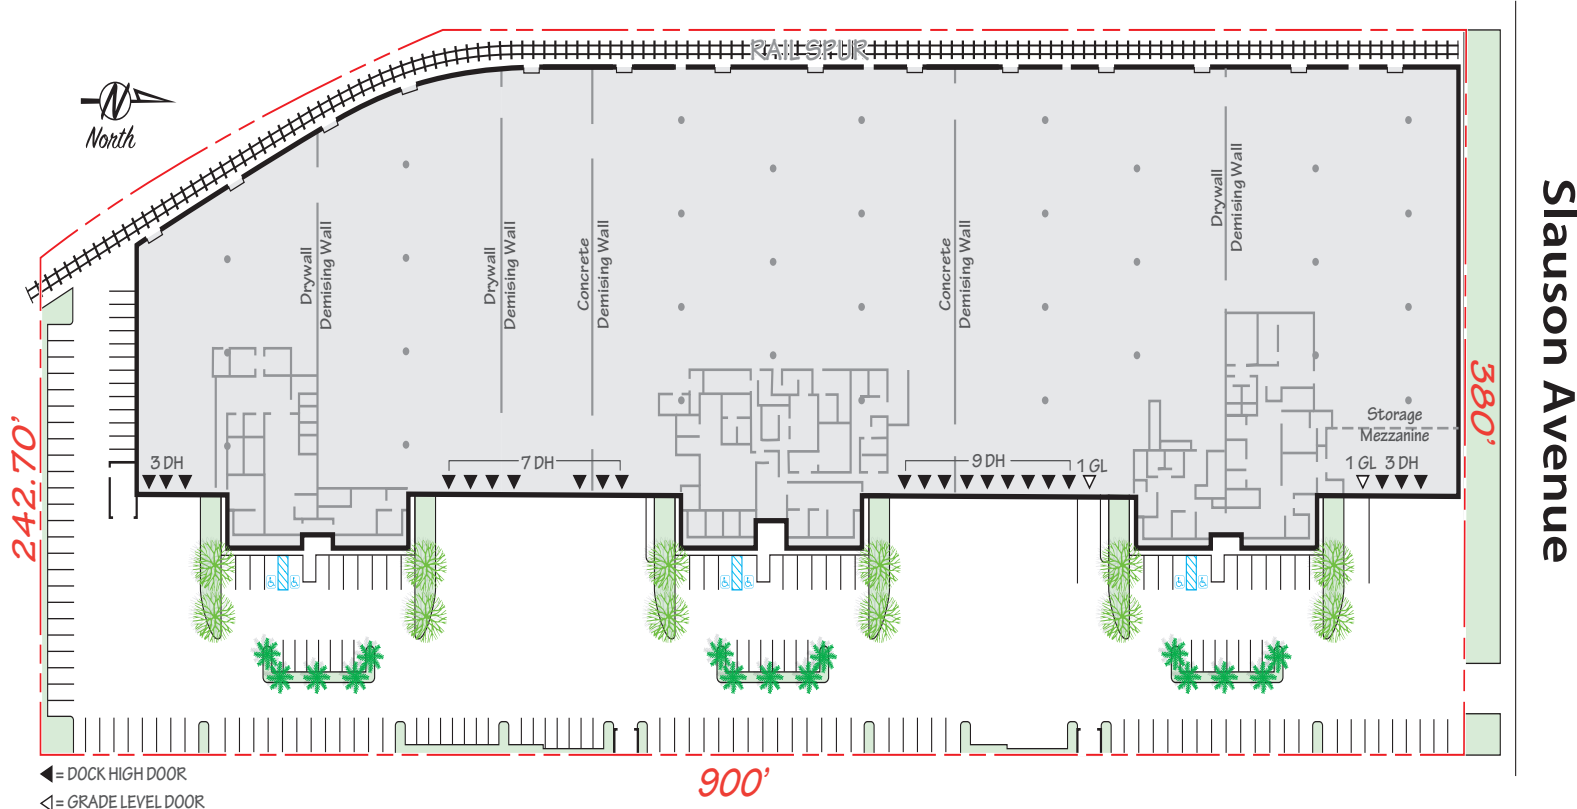 RAIL SPUR
N
North
Drywall
Demising Wall
Drywall
Demising Wall
Concrete
Demising Wall
Concrete
Demising Wall
Drywall
Demising Wall
Slauson Avenue
380'
242.70'
Storage
Mezzanine
3 DH
7 DH
9 DH
1 GL
1 GL 3 DH
900'
= DOCK HIGH DOOR
= GRADE LEVEL DOOR